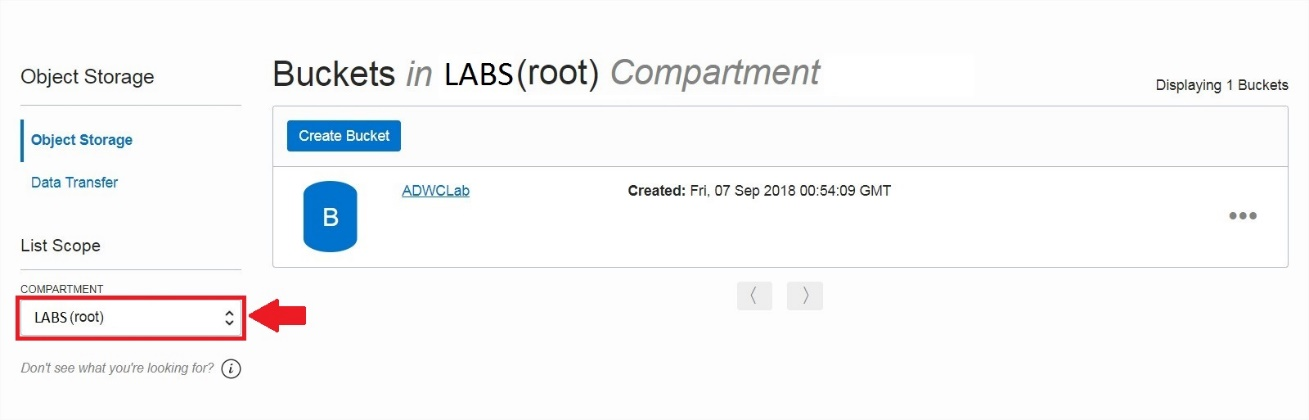 Object Storage
Object Storage
Data Transfer
List Scope
COMPARTMENT
LABS (root)
Don't see what you're looking for? i
Buckets in LABS(root) Compartment
Displaying 1 Buckets
Create Bucket
B
ADWCLab
Created: Fri, 07 Sep 2018 00:54:09 GMT